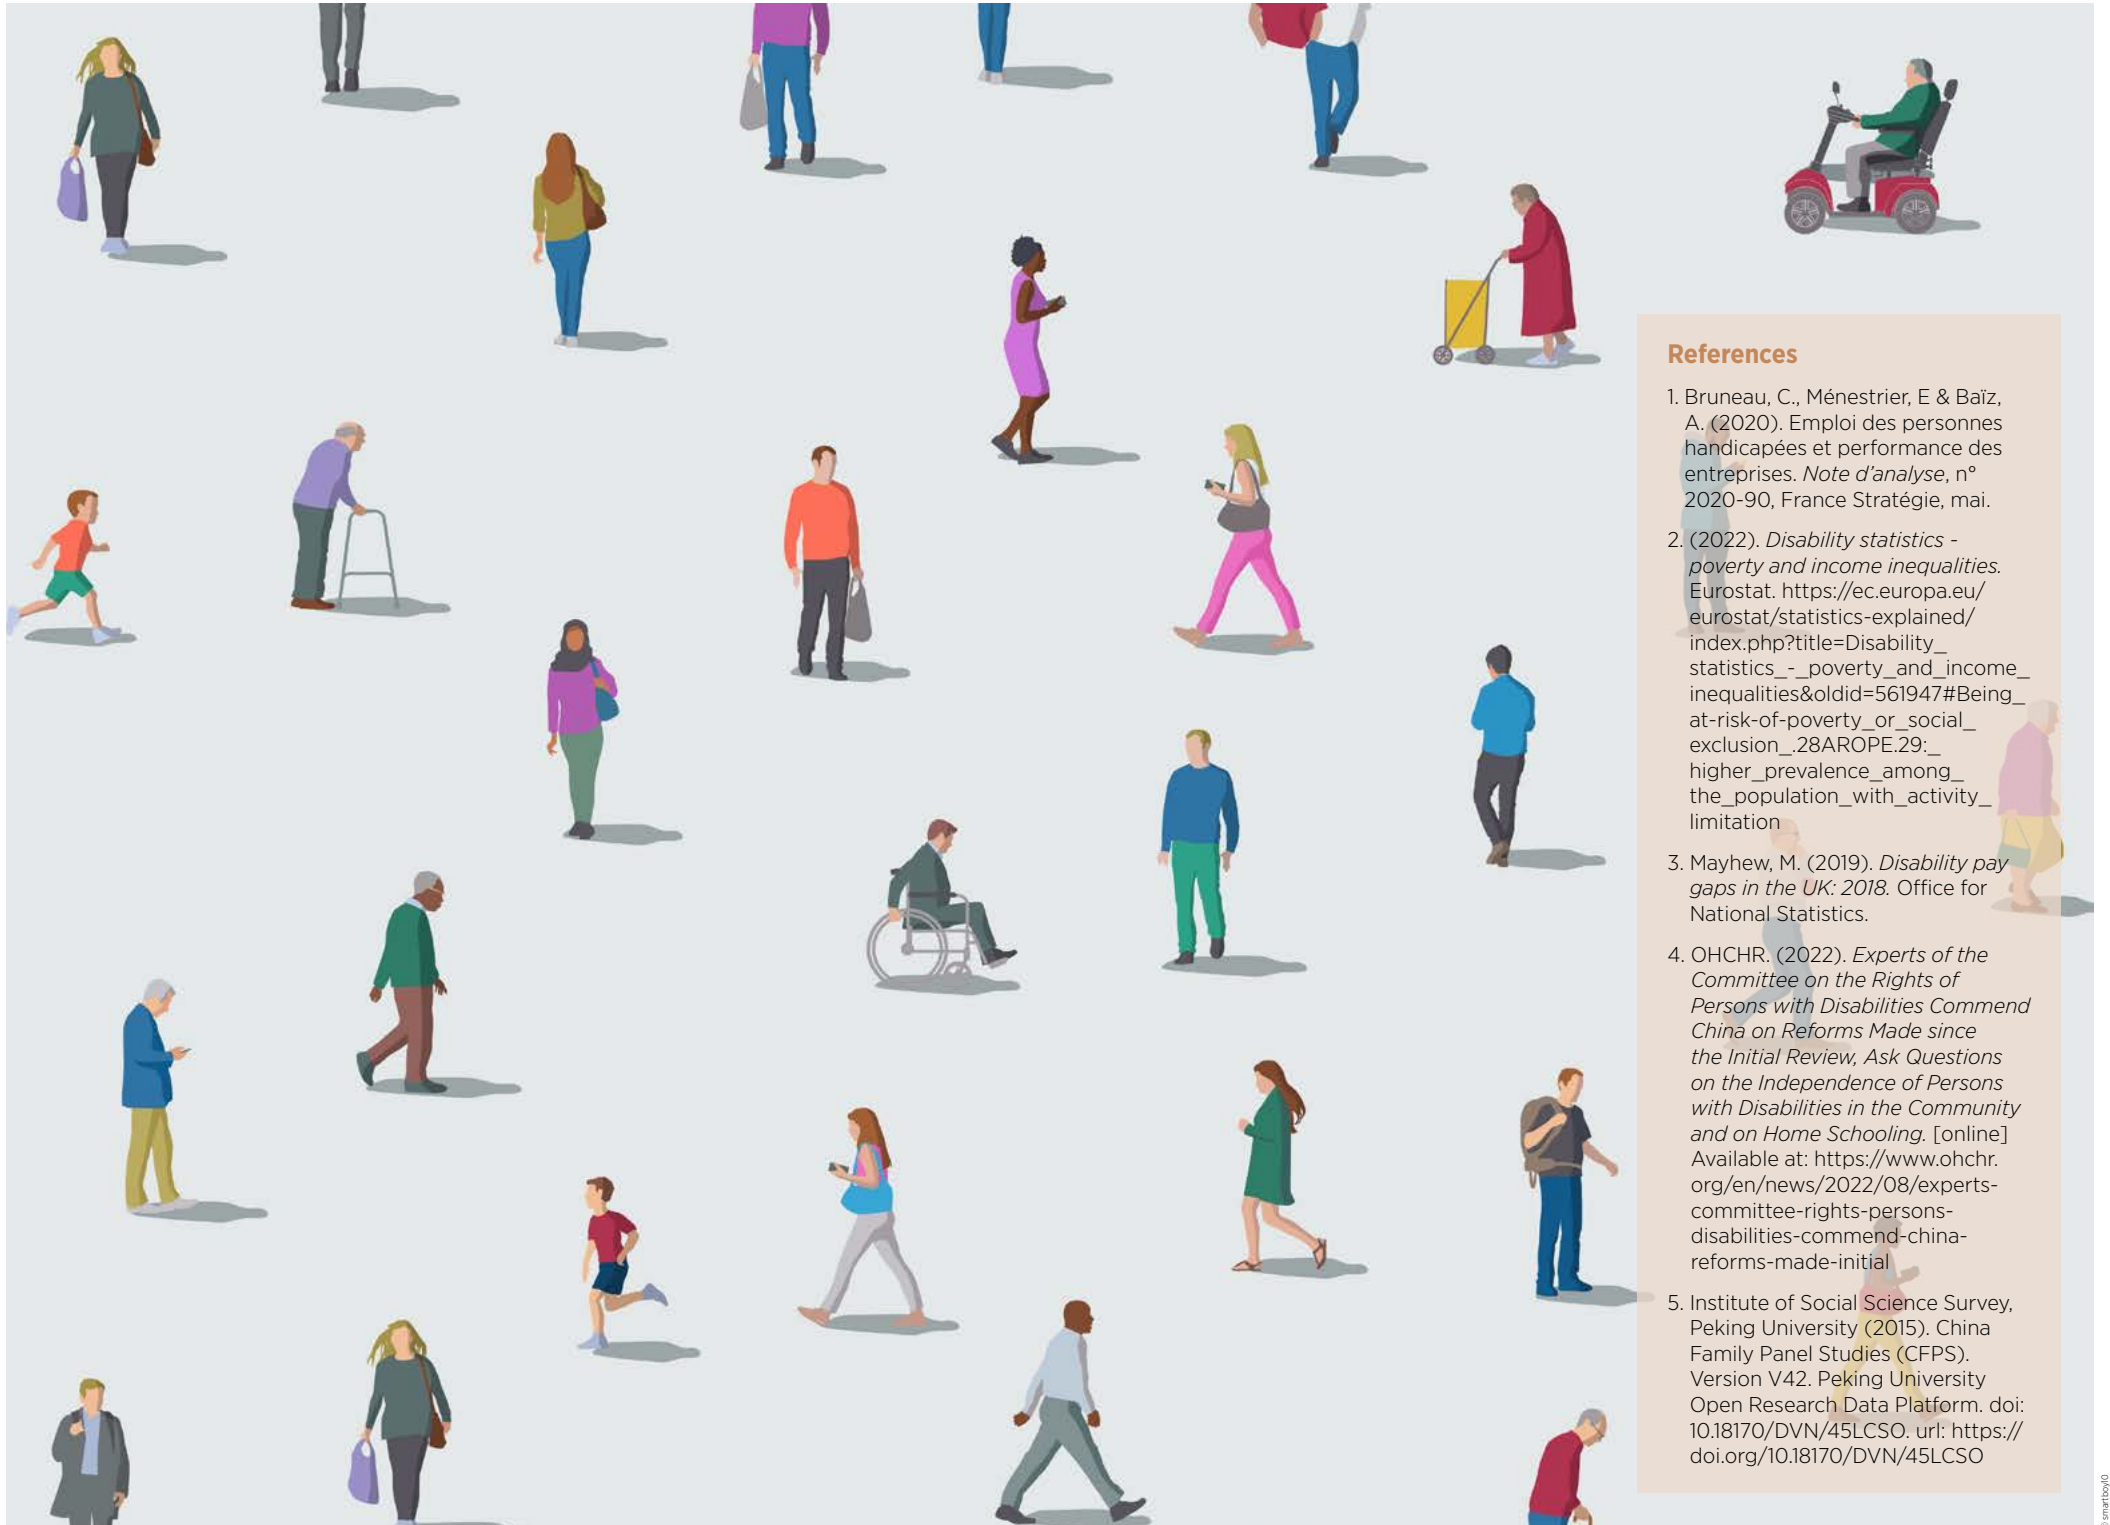 References
1. Bruneau, C., Ménestrier, E & Baïz,
A. (2020). Emploi des personnes
handicapées et performance des
entreprises. Note d'analyse, n°
2020-90, France Stratégie, mai.
2. (2022). Disability statistics -
poverty and income inequalities.
Eurostat. https://ec.europa.eu/
eurostat/statistics-explained/
index.php?title=Disability_
statistics_-_poverty_and_income_
inequalities&oldid=561947#Being_
at-risk-of-poverty_or_social_
exclusion_.28AROPE.29:_
higher_prevalence_among_
the_population_with_activity_
limitation
3. Mayhew, M. (2019). Disability pay
gaps in the UK: 2018. Office for
National Statistics.
4. OHCHR. (2022). Experts of the
Committee on the Rights of
Persons with Disabilities Commend
China on Reforms Made since
the Initial Review, Ask Questions
on the Independence of Persons
with Disabilities in the Community
and on Home Schooling. [online]
Available at: https://www.ohchr.
org/en/news/2022/08/experts-
committee-rights-persons-
disabilities-commend-china-
reforms-made-initial
5. Institute of Social Science Survey,
Peking University (2015). China
Family Panel Studies (CFPS).
Version V42. Peking University
Open Research Data Platform. doi:
10.18170/DVN/45LCSO. url: https://
doi.org/10.18170/DVN/45LCSO
© smartboy10